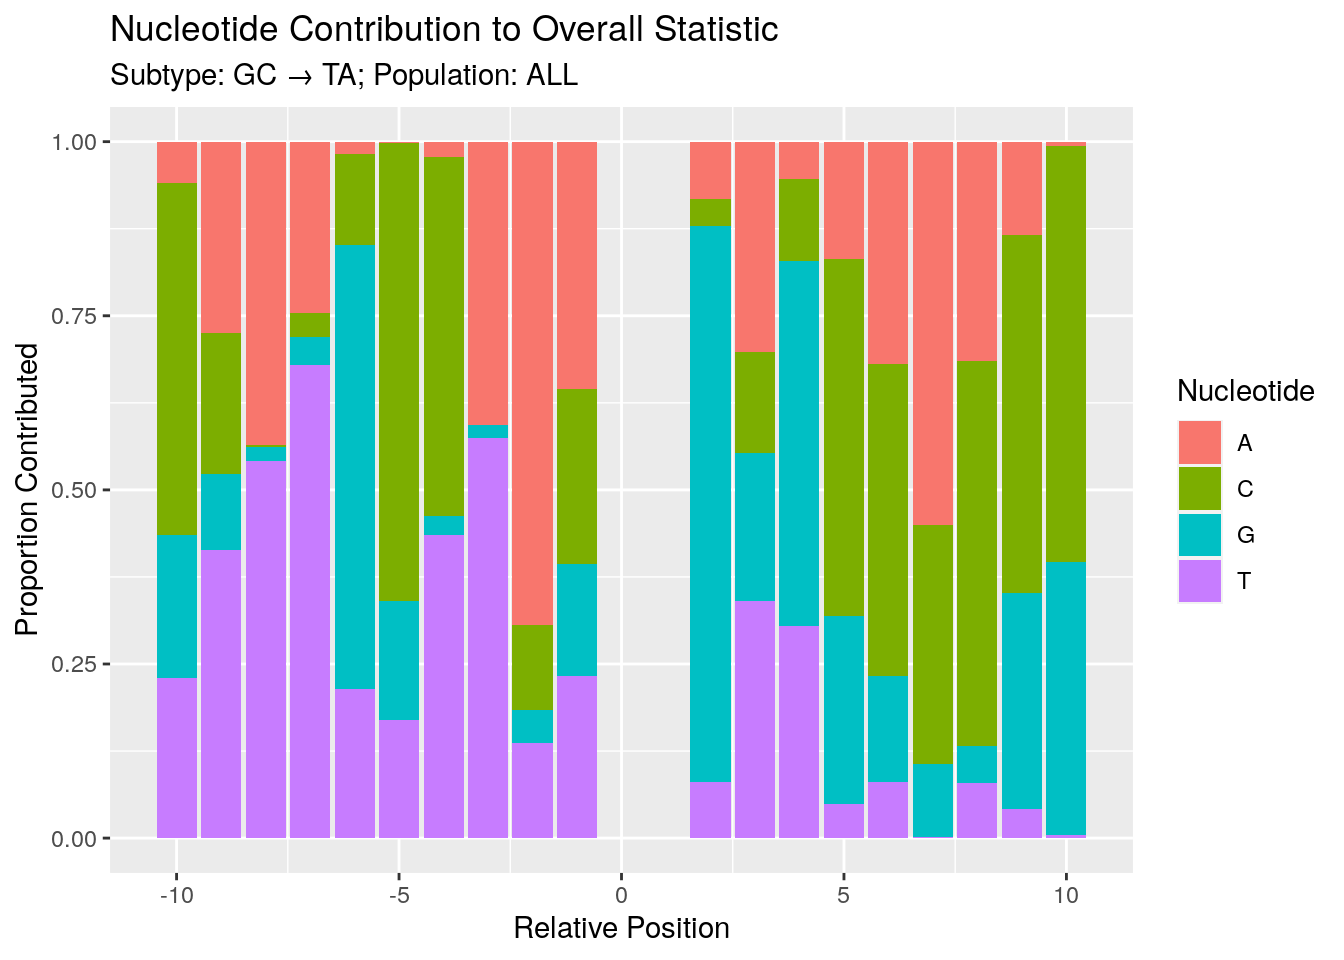 Nucleotide Contribution to Overall Statistic
Subtype: GC → TA; Population: ALL
1.00
0.75
0.50
0.25
0.00
Proportion Contributed
-10
-5
0
5
10
Relative Position
Nucleotide
A
C
G
T